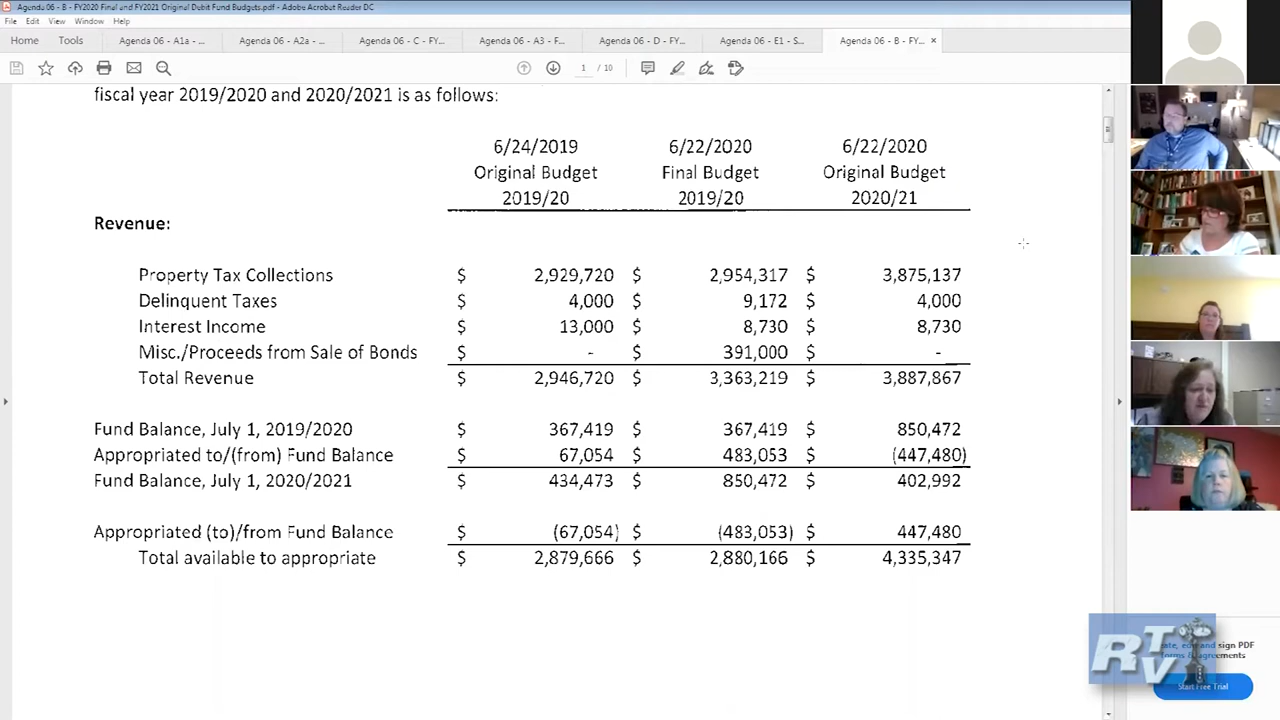 Agenda 06 - B - FY2020 Final and FY2021 Original Debit Fund Budgets.pdf - Adobe Acrobat Reader DC
File Edit View Window Help
Home Tools Agenda 06 - A1a - ... Agenda 06 - A2a - ... Agenda 06 - C - FY... Agenda 06 - A3 - F... Agenda 06 - D - FY... Agenda 06 - E1 - S... Agenda 06 - B - FY... ×
1 / 10
fiscal year 2019/2020 and 2020/2021 is as follows:
6/24/2019 6/22/2020 6/22/2020
Original Budget Final Budget Original Budget
2019/20 2019/20 2020/21
Revenue:
Property Tax Collections $ 2,929,720 $ 2,954,317 $ 3,875,137
Delinquent Taxes $ 4,000 $ 9,172 $ 4,000
Interest Income $ 13,000 $ 8,730 $ 8,730
Misc./Proceeds from Sale of Bonds $ - $ 391,000 $ -
Total Revenue $ 2,946,720 $ 3,363,219 $ 3,887,867
Fund Balance, July 1, 2019/2020 $ 367,419 $ 367,419 $ 850,472
Appropriated to/(from) Fund Balance $ 67,054 $ 483,053 $ (447,480)
Fund Balance, July 1, 2020/2021 $ 434,473 $ 850,472 $ 402,992
Appropriated (to)/from Fund Balance $ (67,054) $ (483,053) $ 447,480
Total available to appropriate $ 2,879,666 $ 2,880,166 $ 4,335,347
RTV
edit and sign PDF
agreements
Start Free Trial